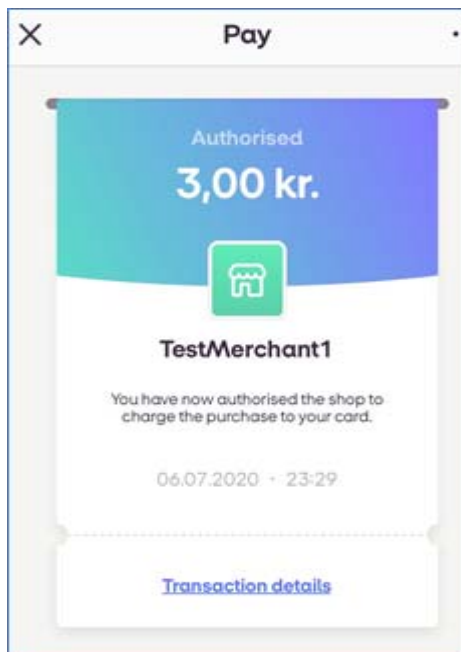 Pay
Authorised
3,00 kr.
TestMerchant1
You have now authorised the shop to
charge the purchase to your card.
06.07.2020 · 23:29
Transaction details